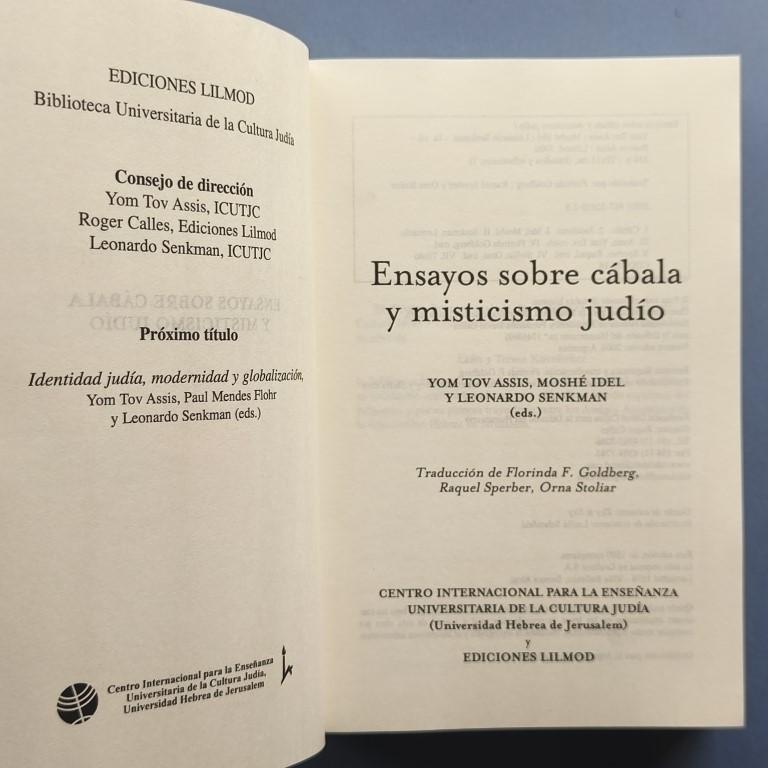 EDICIONES LILMOD
Biblioteca Universitaria de la Cultura Judía
Consejo de dirección
Yom Tov Assis, ICUTJC
Roger Calles, Ediciones Lilmod
Leonardo Senkman, ICUTJC
Próximo título
Identidad judía, modernidad y globalización,
Yom Tov Assis, Paul Mendes Flohr
y Leonardo Senkman (eds.)
Centro Internacional para la Enseñanza
Universitaria de la Cultura Judía,
Universidad Hebrea de Jerusalem
Ensayos sobre cábala
y misticismo judío
YOM TOV ASSIS, MOSHÉ IDEL
Y LEONARDO SENKMAN
(eds.)
Traducción de Florinda F. Goldberg,
Raquel Sperber, Orna Stoliar
CENTRO INTERNACIONAL PARA LA ENSEÑANZA
UNIVERSITARIA DE LA CULTURA JUDÍA
(Universidad Hebrea de Jerusalem)
y
EDICIONES LILMOD